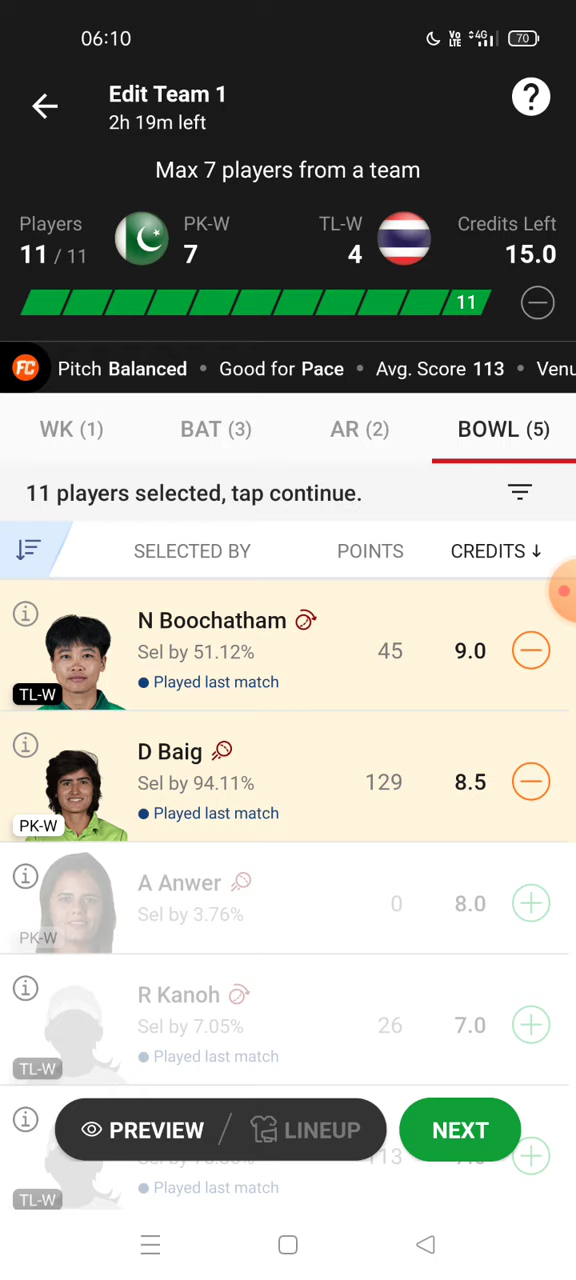 06:10
Vo LTE 4G 70
Edit Team 1
2h 19m left
?
Max 7 players from a team
Players PK-W TL-W Credits Left
11 / 11 7 4 15.0
11
FC Pitch Balanced • Good for Pace • Avg. Score 113 • Venu
WK (1) BAT (3) AR (2) BOWL (5)
11 players selected, tap continue.
SELECTED BY POINTS CREDITS ↓
N Boochatham
Sel by 51.12% 45 9.0
Played last match
TL-W
D Baig
Sel by 94.11% 129 8.5
Played last match
PK-W
A Anwer
Sel by 3.76% 0 8.0
PK-W
R Kanoh
Sel by 7.05% 26 7.0
Played last match
TL-W
PREVIEW / LINEUP NEXT
Played last match
TL-W